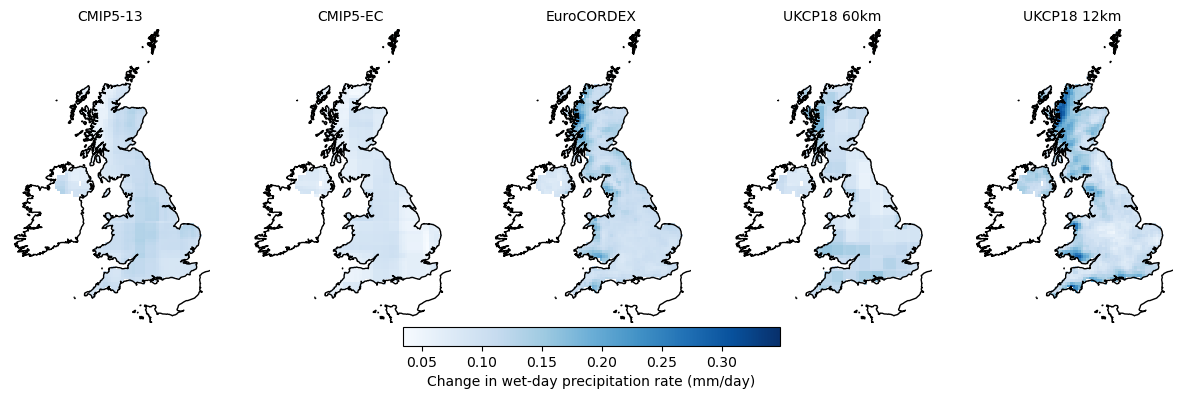 CMIP5-13 CMIP5-EC EuroCORDEX UKCP18 60km UKCP18 12km
0.05 0.10 0.15 0.20 0.25 0.30
Change in wet-day precipitation rate (mm/day)